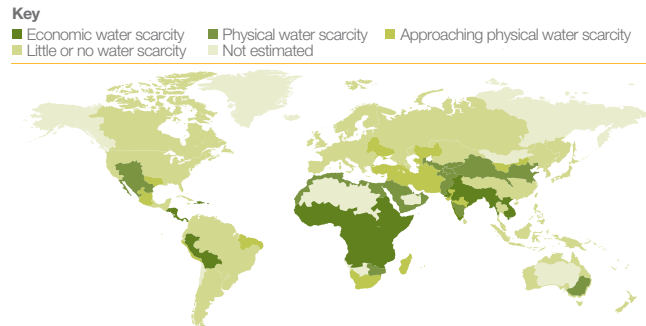 Key
Economic water scarcity Physical water scarcity Approaching physical water scarcity
Little or no water scarcity Not estimated